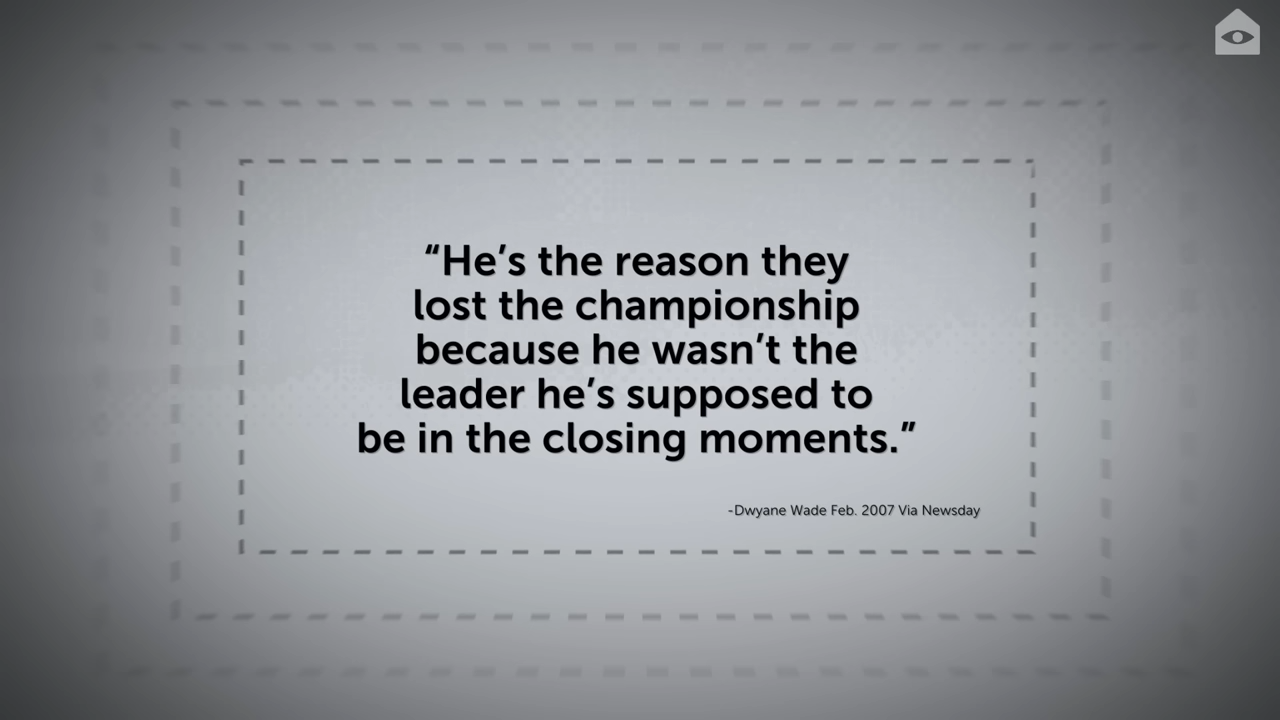 “He’s the reason they
lost the championship
because he wasn’t the
leader he’s supposed to
be in the closing moments.”
-Dwyane Wade Feb. 2007 Via Newsday